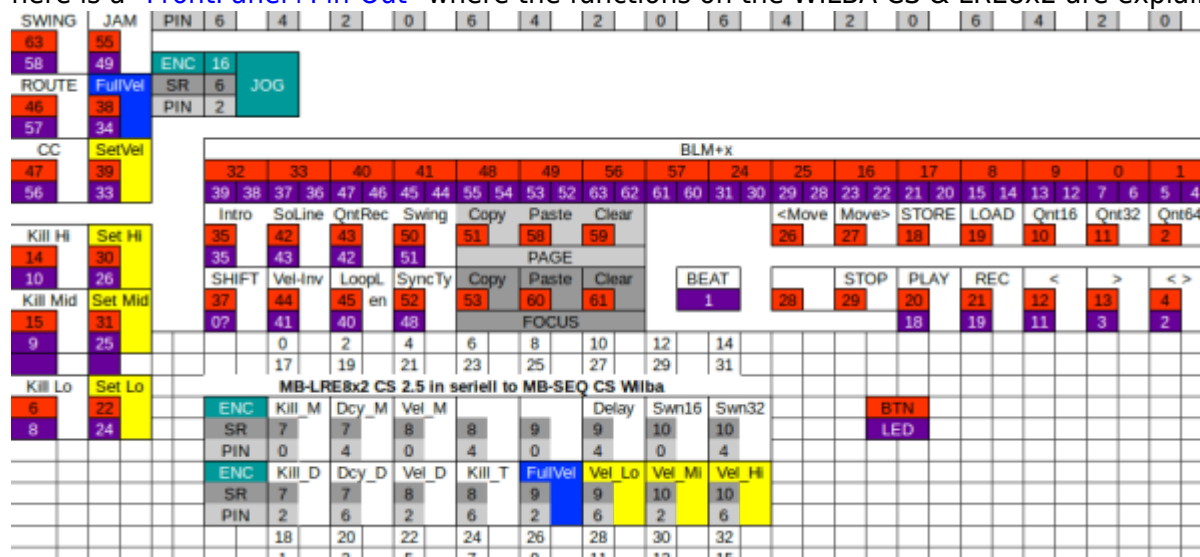 here is a "FrontPanel+Pin Out" where the functions on the WILBA CS & LRE8x2 are explai
SWING JAM PIN 6 4 2 0 6 4 2 0 6 4 2 0 6 4 2 0
63 55
58 49 ENC 16
ROUTE FullVel SR 6 JOG
46 38 PIN 2
57 34
CC SetVel BLM+x
47 39 32 33 40 41 48 49 56 57 24 25 16 17 8 9 0 1
56 33 39 38 37 36 47 46 45 44 55 54 53 52 63 62 61 60 31 30 29 28 23 22 21 20 15 14 13 12 7 6 5 4
Intro SoLine QntRec Swing Copy Paste Clear <Move Move> STORE LOAD Qnt16 Qnt32 Qnt64
Kill Hi Set Hi 35 42 43 50 51 58 59 26 27 18 19 10 11 2
14 30 35 43 42 51 PAGE
10 26 SHIFT Vel-Inv LoopL SyncTy Copy Paste Clear BEAT STOP PLAY REC < > < >
Kill Mid Set Mid 37 44 45 en 52 53 60 61 1 28 29 20 21 12 13 4
15 31 0? 41 40 48 FOCUS 18 19 11 3 2
9 25 0 2 4 6 8 10 12 14
17 19 21 23 25 27 29 31
Kill Lo Set Lo MB-LRE8x2 CS 2.5 in seriell to MB-SEQ CS Wilba
6 22 ENC Kill_M Dcy_M Vel_M Delay Swn16 Swn32 BTN
8 24 SR 7 7 8 8 9 9 10 10 LED
PIN 0 4 0 4 0 4 0 4
ENC Kill_D Dcy_D Vel_D Kill_T FullVel Vel_Lo Vel_Mi Vel_Hi
SR 7 7 8 8 9 9 10 10
PIN 2 6 2 6 2 6 2 6
18 20 22 24 26 28 30 32